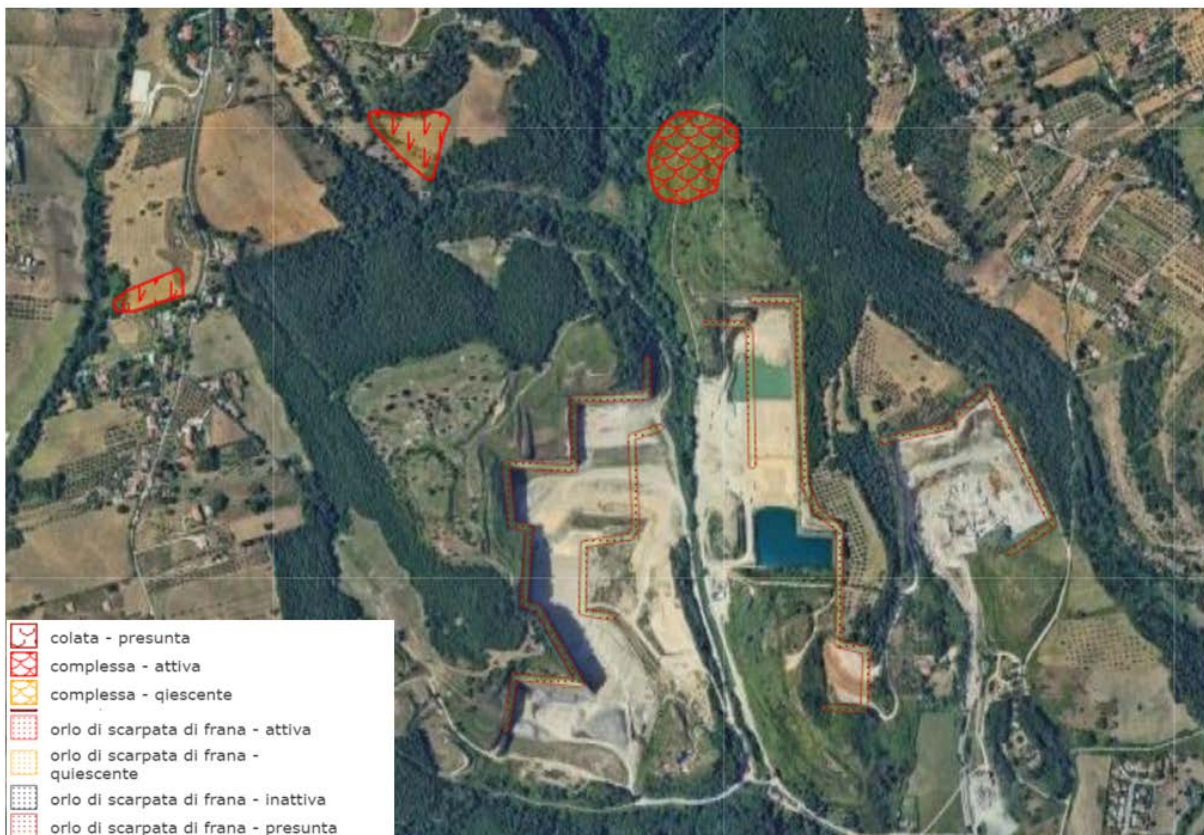 colata - presunta
complessa - attiva
complessa - qiescente
orlo di scarpata di frana - attiva
orlo di scarpata di frana -
quiescente
orlo di scarpata di frana - inattiva
orlo di scarpata di frana - presunta